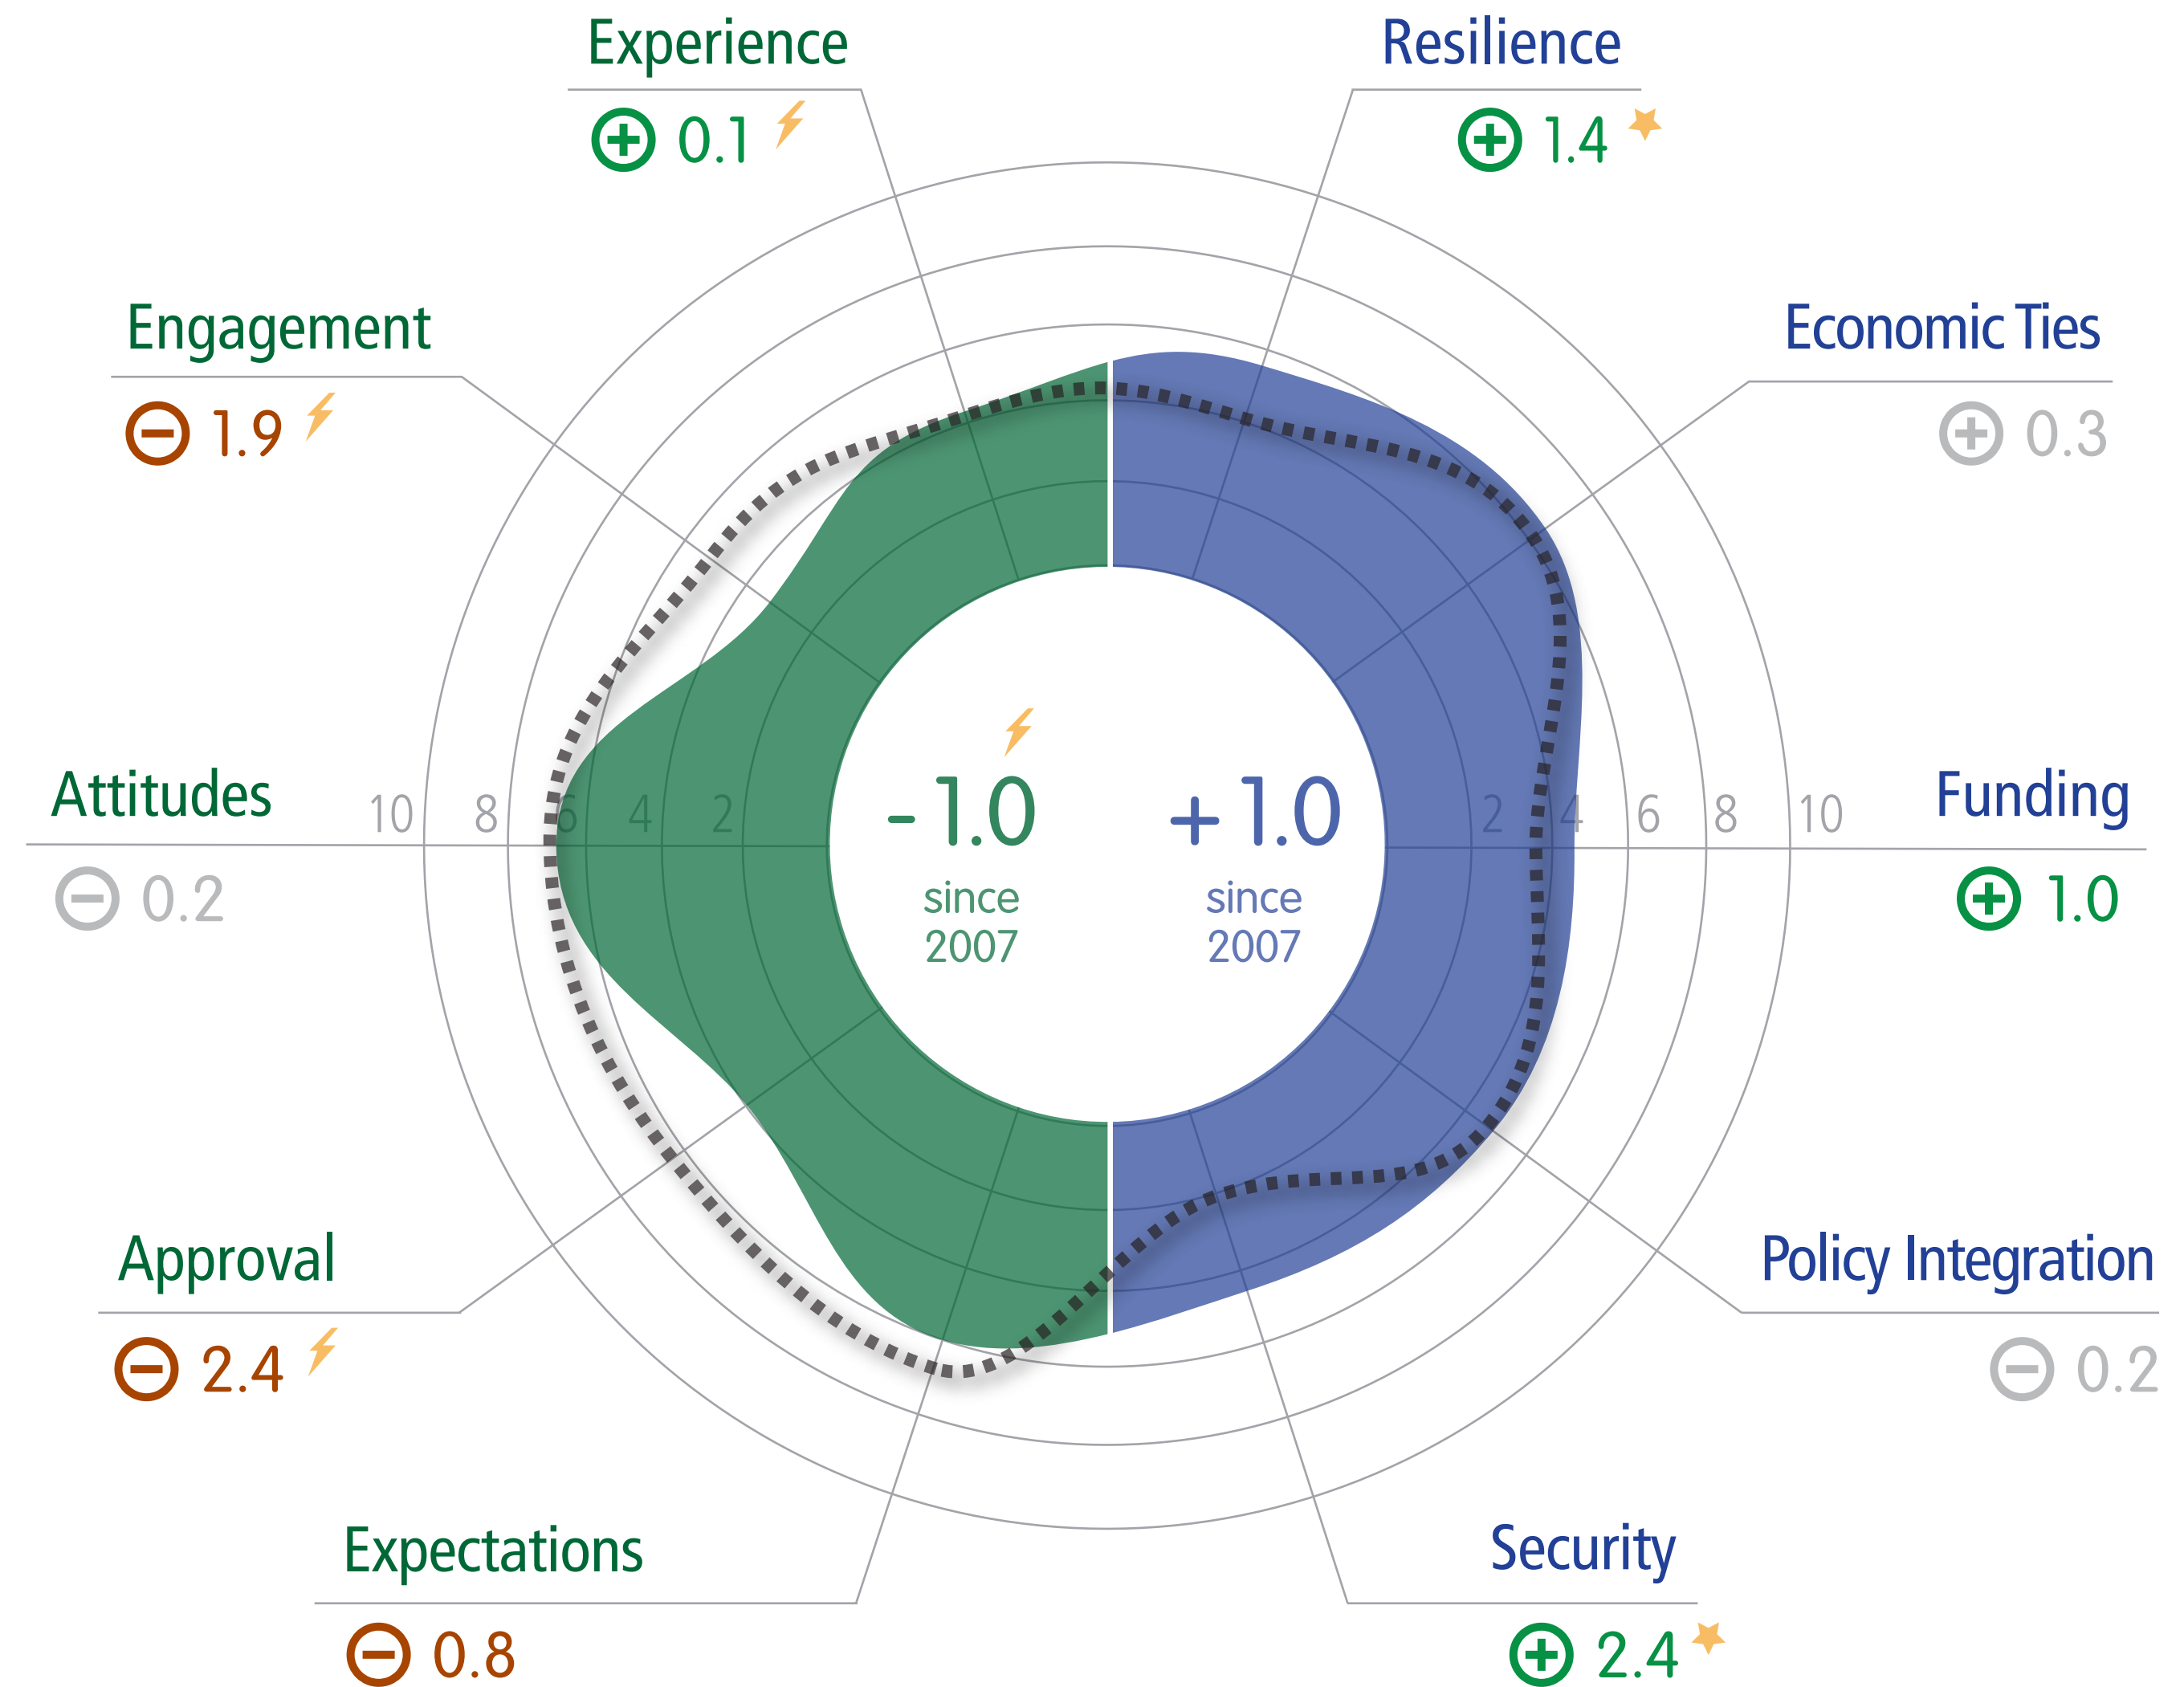 Experience
⊕ 0.1
Resilience
⊕ 1.4
Engagement
⊖ 1.9
Economic Ties
⊕ 0.3
Attitudes
⊖ 0.2
10 8 6 4 2
- 1.0
since
2007
+ 1.0
since
2007
2 4 6 8 10
Funding
⊕ 1.0
Approval
⊖ 2.4
Policy Integration
⊖ 0.2
Expectations
⊖ 0.8
Security
⊕ 2.4